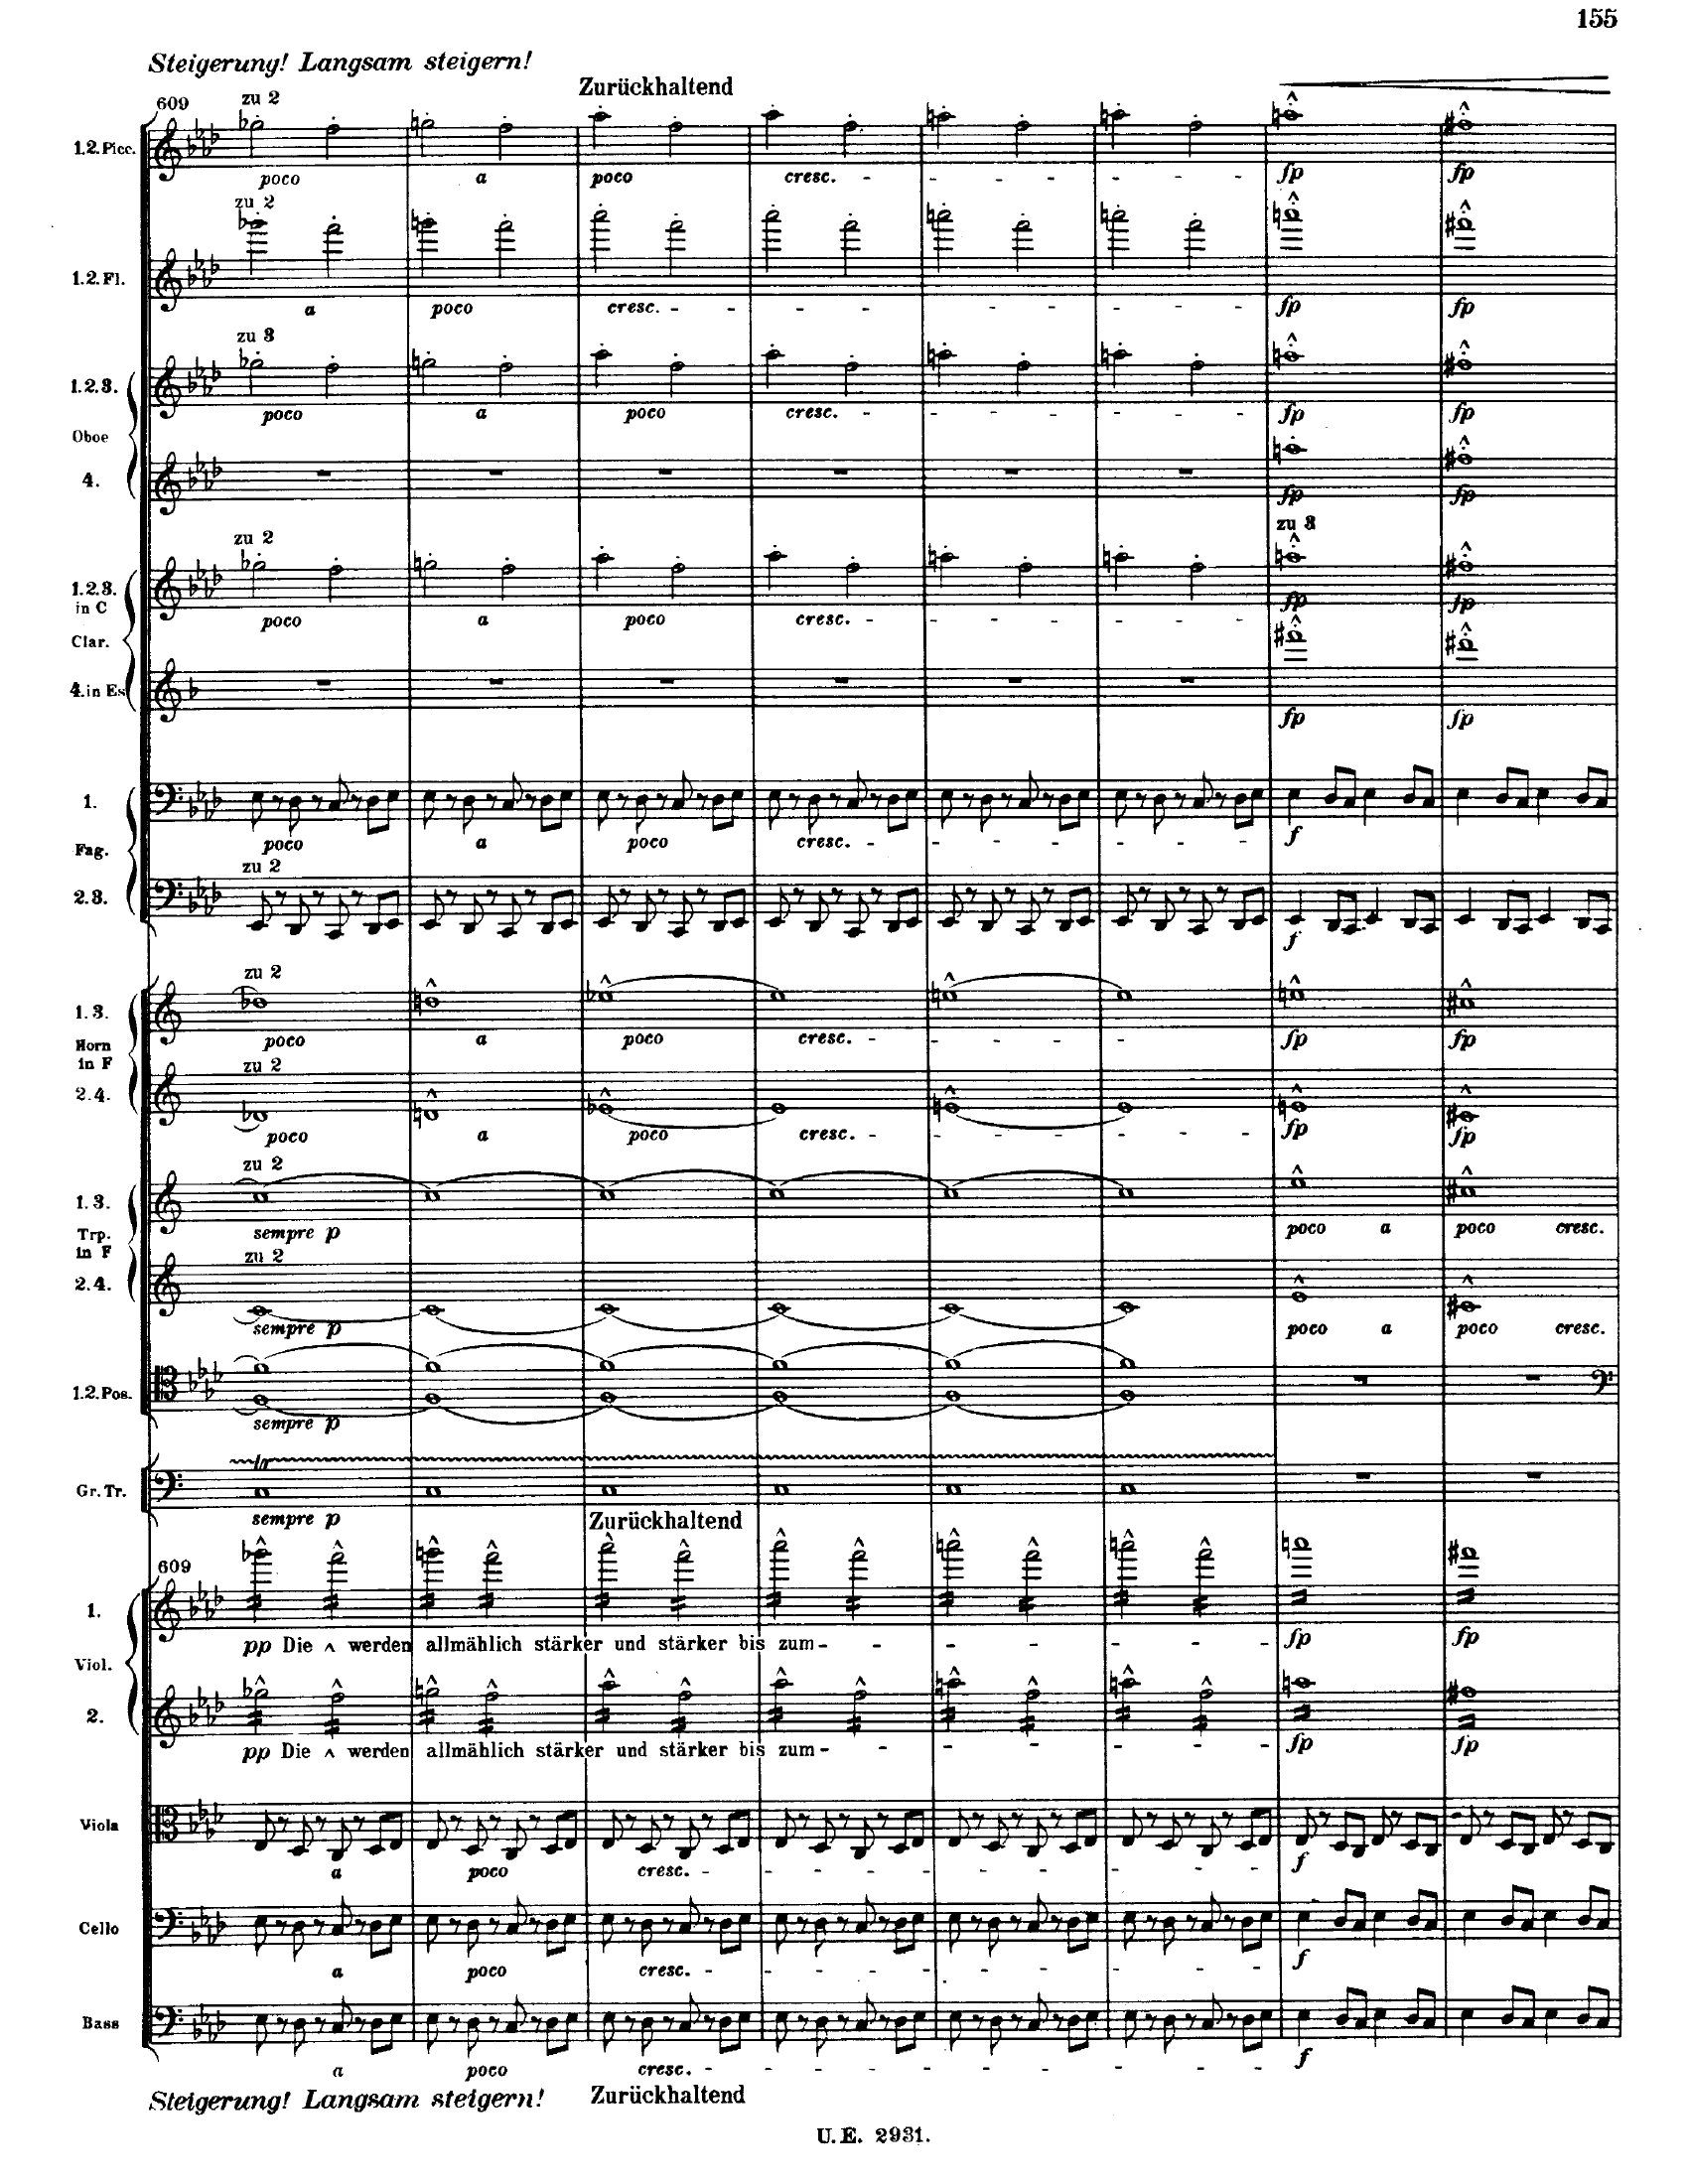 155
Steigerung! Langsam steigern!
Zurückhaltend
609 zu 2
1.2. Picc.
poco a poco cresc. - fp fp
zu 2
1.2. Fl.
a poco cresc. - fp fp
zu 3
1.2.3.
poco a poco cresc. - fp fp
Oboe
4.
fp fp
zu 2 zu 3
1.2.3.
in C
fp fp
poco a poco cresc. -
Clar.
4. in Es
fp fp
1.
poco a poco cresc. - f
Fag.
zu 2
2.3.
f
zu 2
1.3.
poco a poco cresc. - fp fp
Horn
in F
zu 2
2.4.
poco a poco cresc. - fp fp
zu 2
1.3.
sempre p poco a poco cresc.
Trp.
in F
zu 2
2.4.
sempre p poco a poco cresc.
1.2. Pos.
sempre p
tr
Gr. Tr.
sempre p
Zurückhaltend
609
1.
pp Die ^ werden allmählich stärker und stärker bis zum - fp fp
Viol.
2.
pp Die ^ werden allmählich stärker und stärker bis zum - fp fp
Viola
a poco cresc. - f
Cello
a poco cresc. - f
Bass
a poco cresc. - f
Steigerung! Langsam steigern! Zurückhaltend
U. E. 2931.